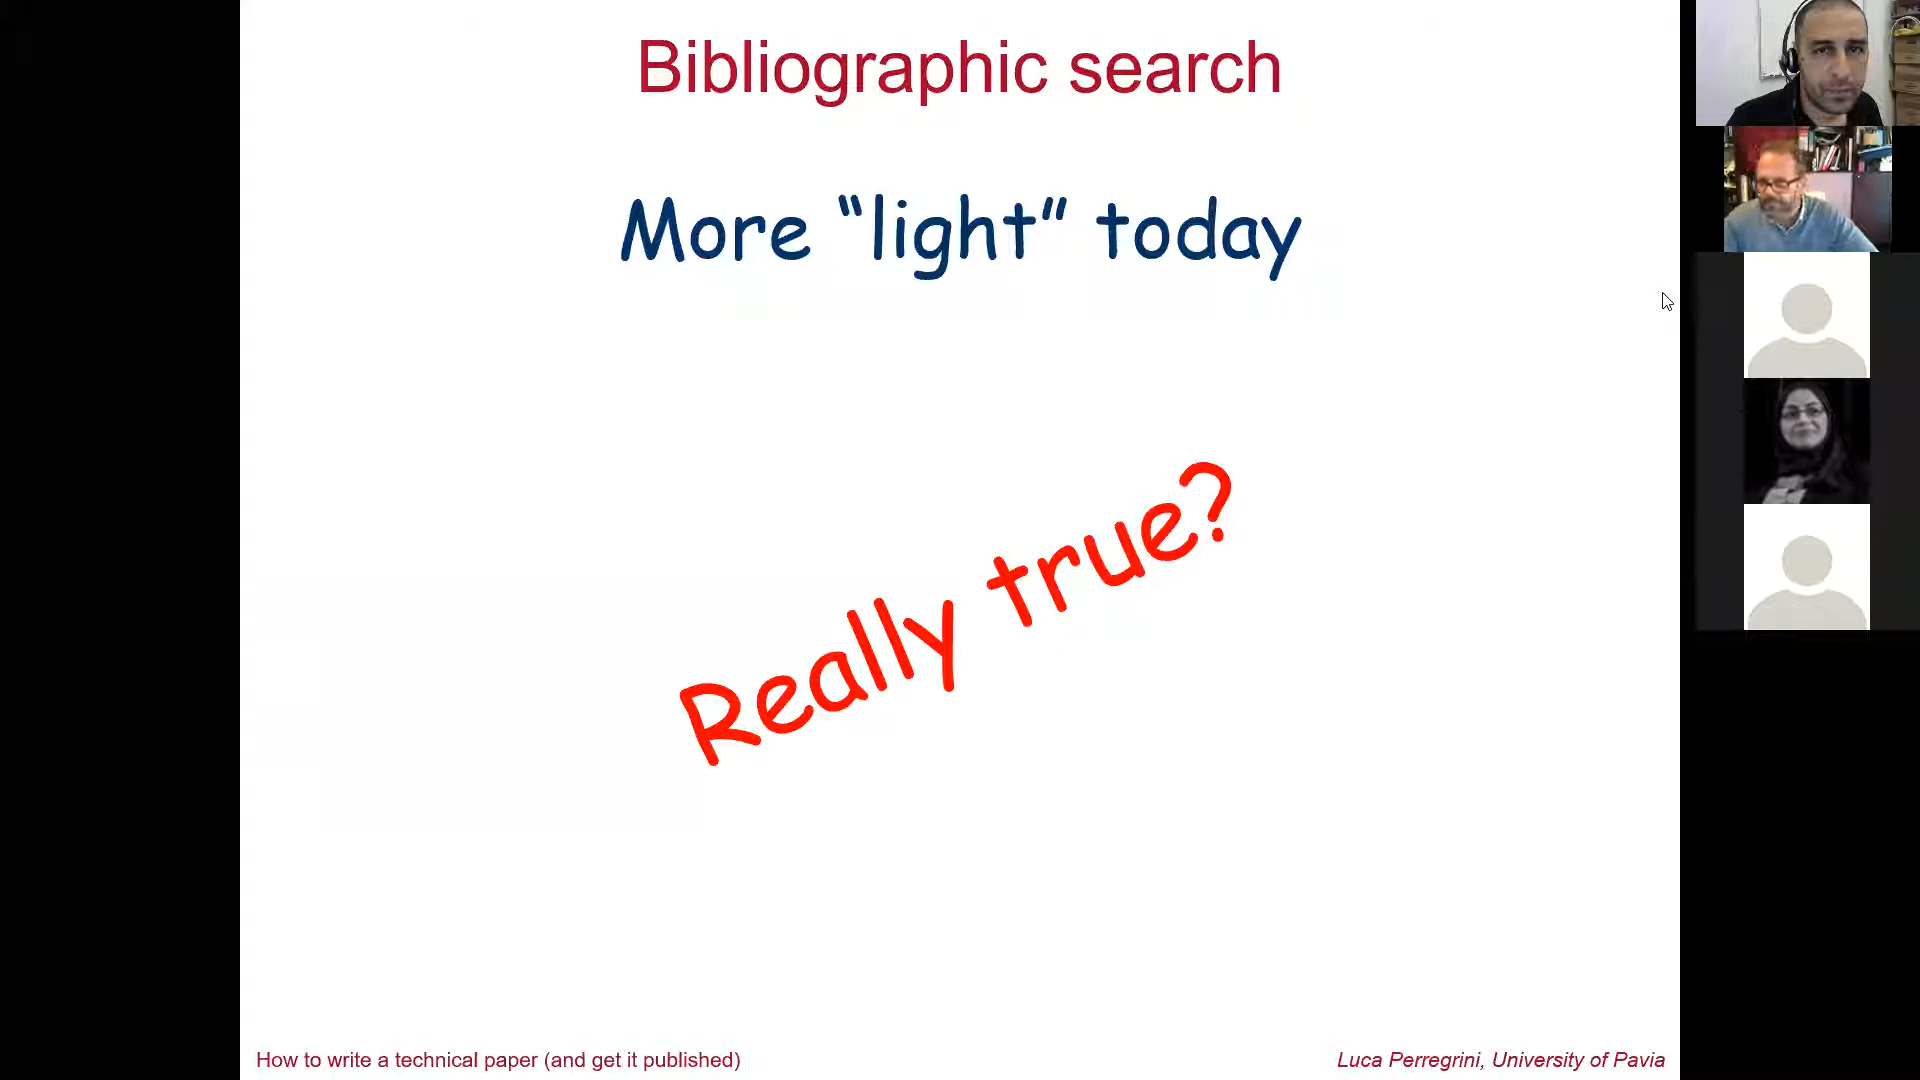 Bibliographic search
More “light” today
Really true?
How to write a technical paper (and get it published)
Luca Perregrini, University of Pavia